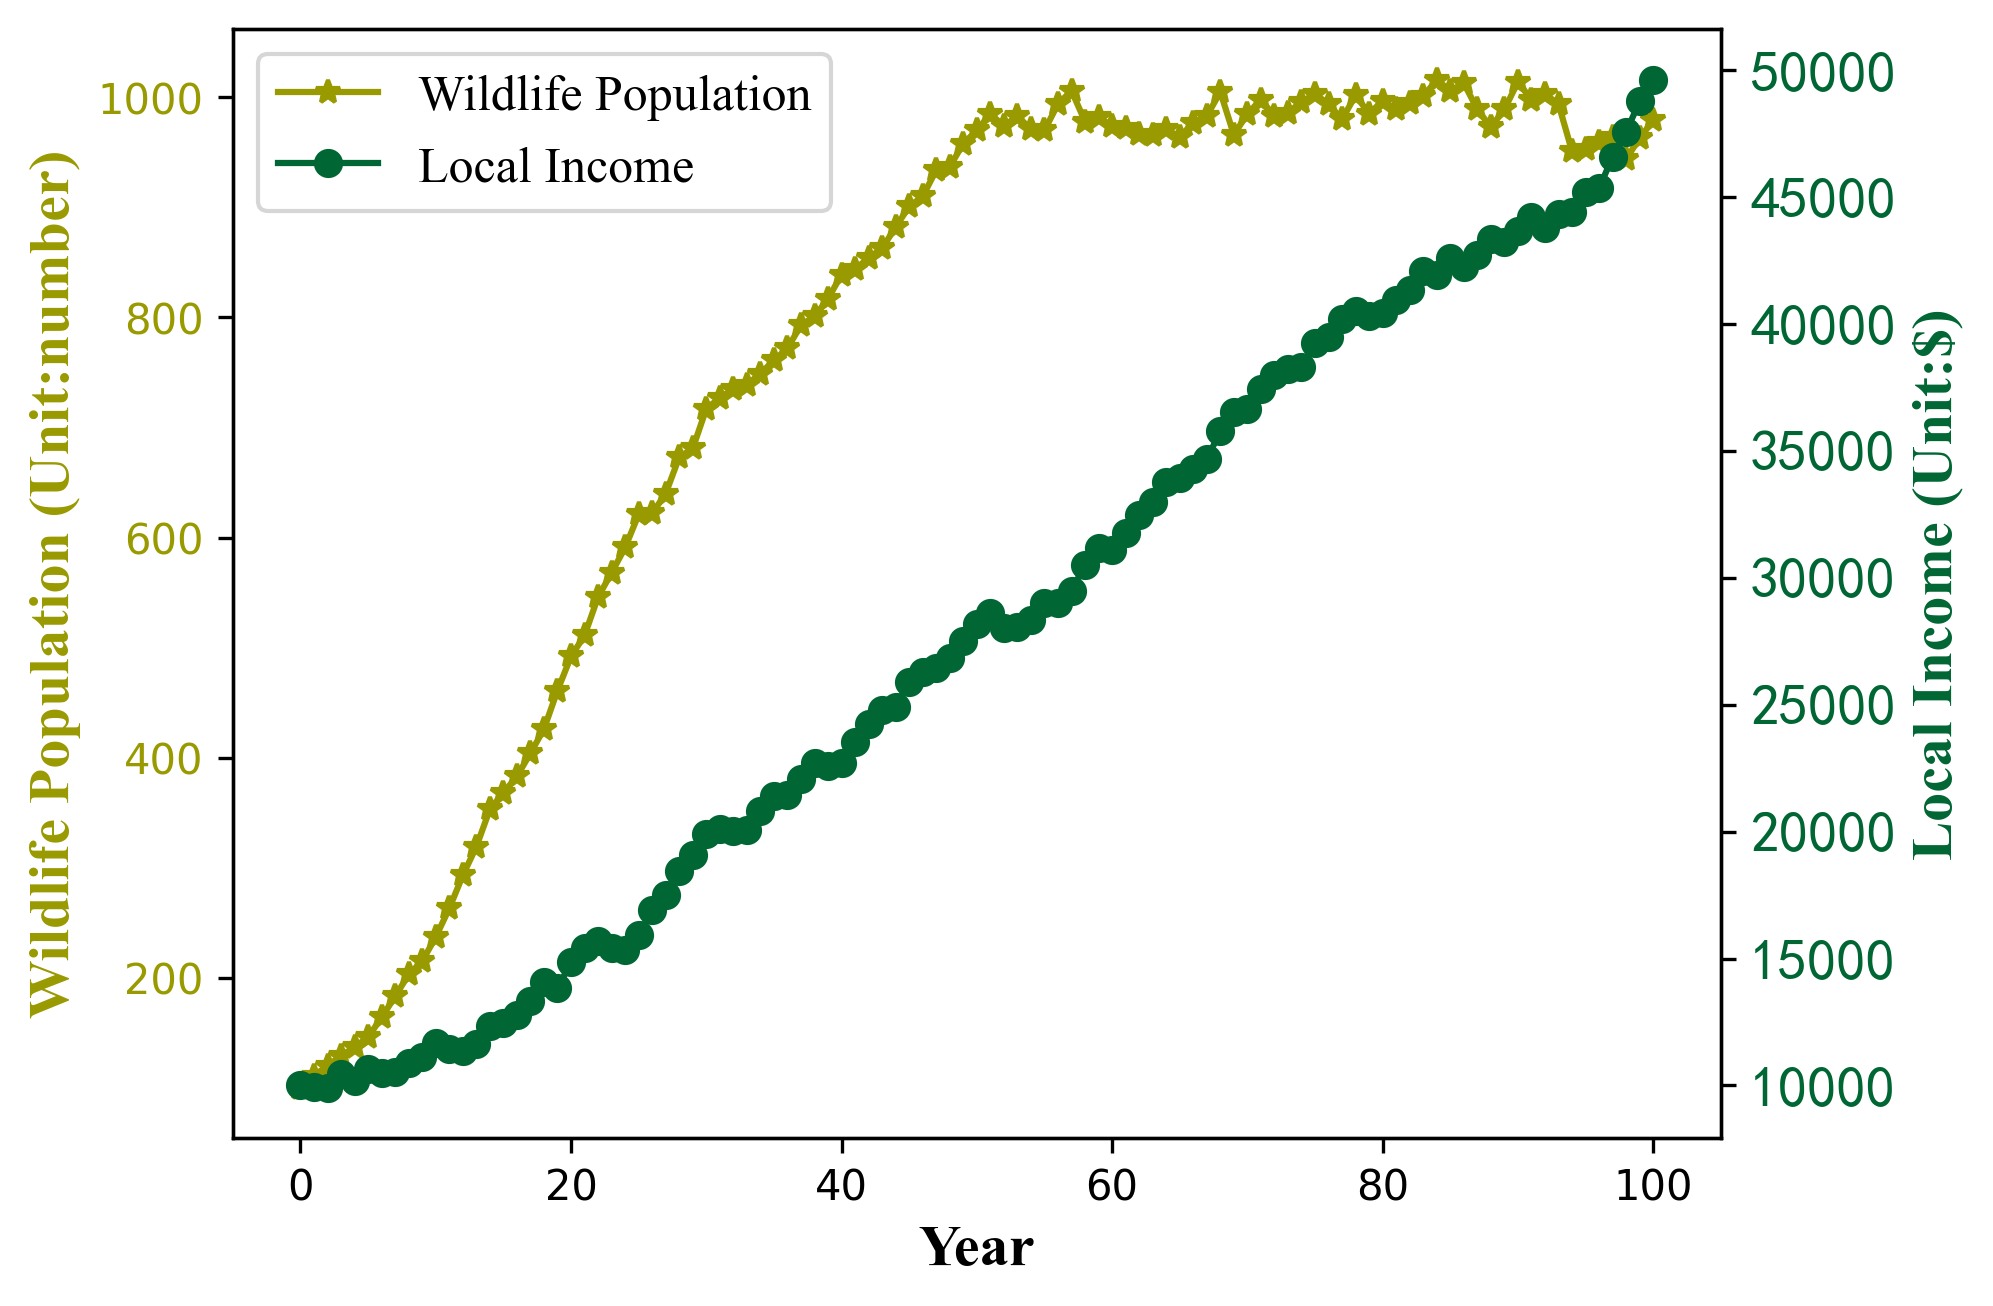 Wildlife Population
Local Income
1000
800
600
400
200
Wildlife Population (Unit:number)
50000
45000
40000
35000
30000
25000
20000
15000
10000
Local Income (Unit:$)
0 20 40 60 80 100
Year